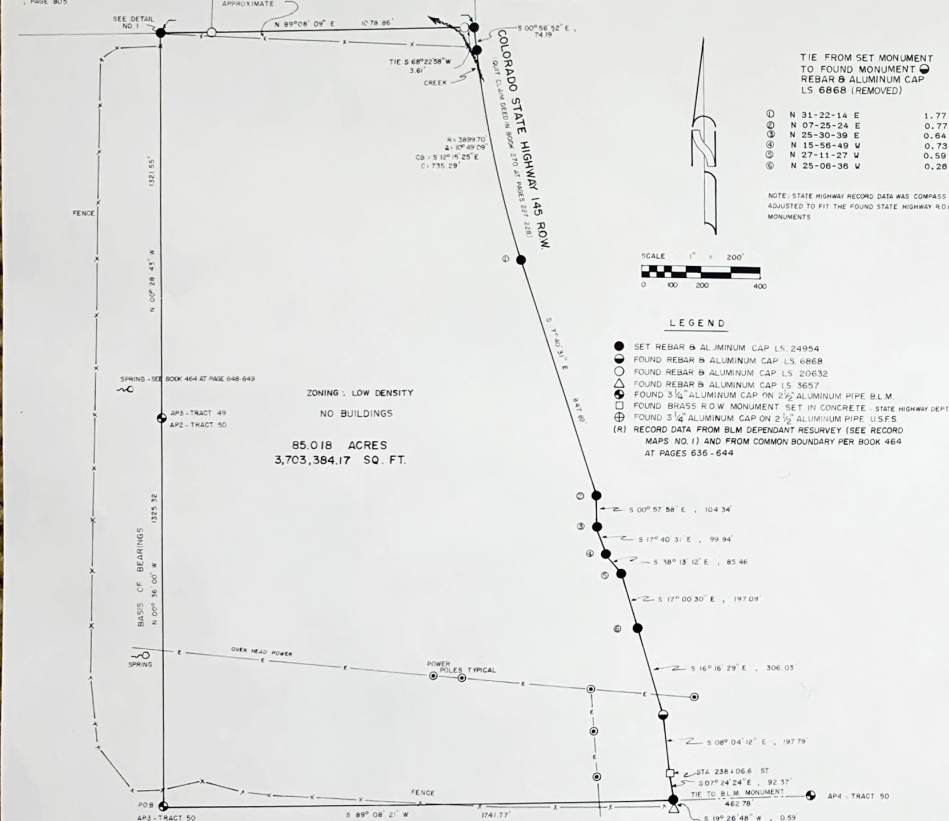 , PAGE 805
APPROXIMATE
SEE DETAIL
NO. 1
N 89° 08' 09" E 1078.86'
S 00° 56' 52" E,
74.19
TIE S 68° 22' 38" W
3.61'
CREEK
COLORADO STATE HIGHWAY 145 ROW.
(QUIT CLAIM DEED IN BOOK 270 AT PAGES 227-228)
R = 3899.70'
Δ = 10° 49' 09"
CB = S 12° 15' 25" E
C = 735.29'
TIE FROM SET MONUMENT
TO FOUND MONUMENT
REBAR & ALUMINUM CAP
LS 6868 (REMOVED)
① N 31-22-14 E 1.77
② N 07-25-24 E 0.77
③ N 25-30-39 E 0.64
④ N 15-56-49 W 0.73
⑤ N 27-11-27 W 0.59
⑥ N 25-06-36 W 0.28
NOTE: STATE HIGHWAY RECORD DATA WAS COMPASS
ADJUSTED TO FIT THE FOUND STATE HIGHWAY R.O.
MONUMENTS
1321.55'
FENCE
N 00° 28' 43" W
①
SCALE 1" = 200'
0 100 200 400
S 17° 40' 31" E
847.62
LEGEND
SET REBAR & ALUMINUM CAP LS. 24954
FOUND REBAR & ALUMINUM CAP LS. 6868
FOUND REBAR & ALUMINUM CAP LS 20632
FOUND REBAR & ALUMINUM CAP LS 3657
FOUND 3 1/4" ALUMINUM CAP ON 2 1/2" ALUMINUM PIPE B.L.M.
FOUND BRASS R.O.W. MONUMENT SET IN CONCRETE - STATE HIGHWAY DEPT
FOUND 3 1/4" ALUMINUM CAP ON 2 1/2" ALUMINUM PIPE U.S.F.S.
(R) RECORD DATA FROM BLM DEPENDANT RESURVEY (SEE RECORD
MAPS NO. 1) AND FROM COMMON BOUNDARY PER BOOK 464
AT PAGES 636-644
SPRING - SEE BOOK 464 AT PAGE 648-649
ZONING: LOW DENSITY
NO BUILDINGS
AP3 - TRACT 49
AP2 - TRACT 50
85.018 ACRES
3,703,384.17 SQ. FT.
②
S 00° 57' 58" E, 104.34'
③
S 17° 40' 31" E, 99.94'
④
S 38° 13' 12" E, 85.46
⑤
S 17° 00' 30" E, 197.09'
⑥
BASIS OF BEARINGS
N 00° 36' 00" W 1325.32
SPRING
OVER HEAD POWER
POWER
POLES TYPICAL
S 16° 16' 29" E, 306.03'
S 08° 04' 12" E, 197.79'
STA 238+06.6 ST
S 07° 24' 24" E, 92.37'
TIE TO B.L.M. MONUMENT
462.78'
AP4 - TRACT 50
FENCE
POB
AP3 - TRACT 50
S 89° 08' 21" W 1741.77'
S 19° 26' 48" W, 0.59